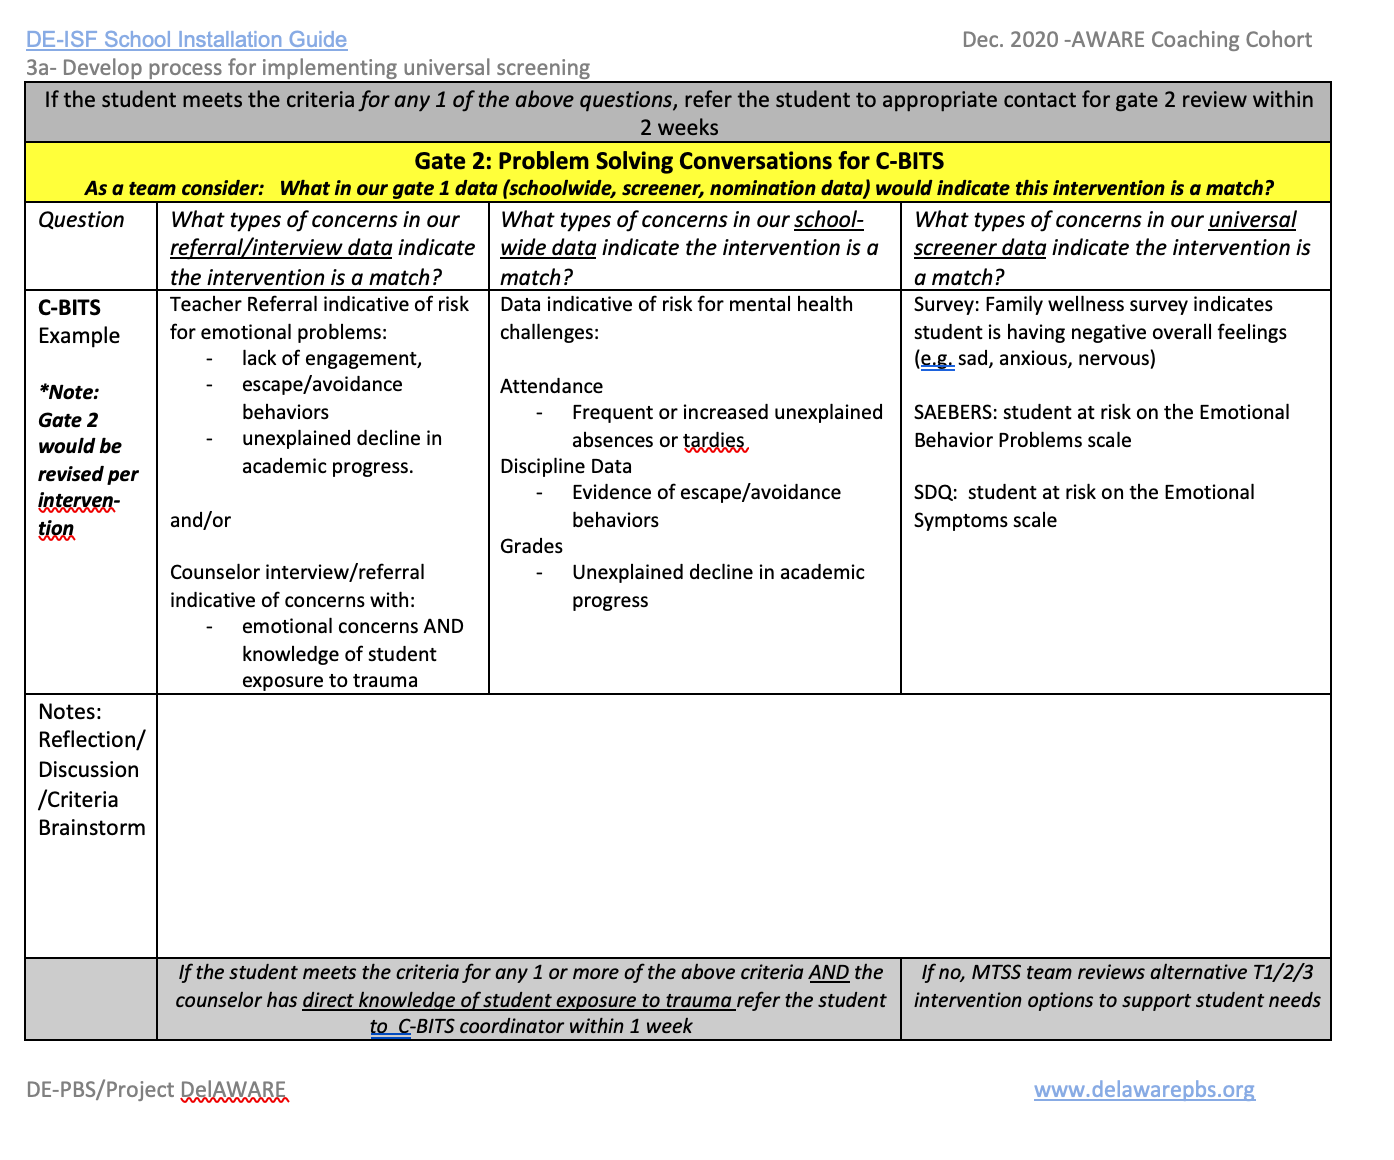 DE-ISF School Installation Guide
Dec. 2020 -AWARE Coaching Cohort
3a- Develop process for implementing universal screening
If the student meets the criteria for any 1 of the above questions, refer the student to appropriate contact for gate 2 review within
2 weeks
Gate 2: Problem Solving Conversations for C-BITS
As a team consider:   What in our gate 1 data (schoolwide, screener, nomination data) would indicate this intervention is a match?
Question
What types of concerns in our
referral/interview data indicate
the intervention is a match?
What types of concerns in our school-
wide data indicate the intervention is a
match?
What types of concerns in our universal
screener data indicate the intervention is
a match?
C-BITS
Example
*Note:
Gate 2
would be
revised per
interven-
tion
Teacher Referral indicative of risk
for emotional problems:
- lack of engagement,
- escape/avoidance
behaviors
- unexplained decline in
academic progress.
and/or
Counselor interview/referral
indicative of concerns with:
- emotional concerns AND
knowledge of student
exposure to trauma
Data indicative of risk for mental health
challenges:
Attendance
- Frequent or increased unexplained
absences or tardies
Discipline Data
- Evidence of escape/avoidance
behaviors
Grades
- Unexplained decline in academic
progress
Survey: Family wellness survey indicates
student is having negative overall feelings
(e.g. sad, anxious, nervous)
SAEBERS: student at risk on the Emotional
Behavior Problems scale
SDQ:  student at risk on the Emotional
Symptoms scale
Notes:
Reflection/
Discussion
/Criteria
Brainstorm
If the student meets the criteria for any 1 or more of the above criteria AND the
counselor has direct knowledge of student exposure to trauma refer the student
to  C-BITS coordinator within 1 week
If no, MTSS team reviews alternative T1/2/3
intervention options to support student needs
DE-PBS/Project DelAWARE
www.delawarepbs.org